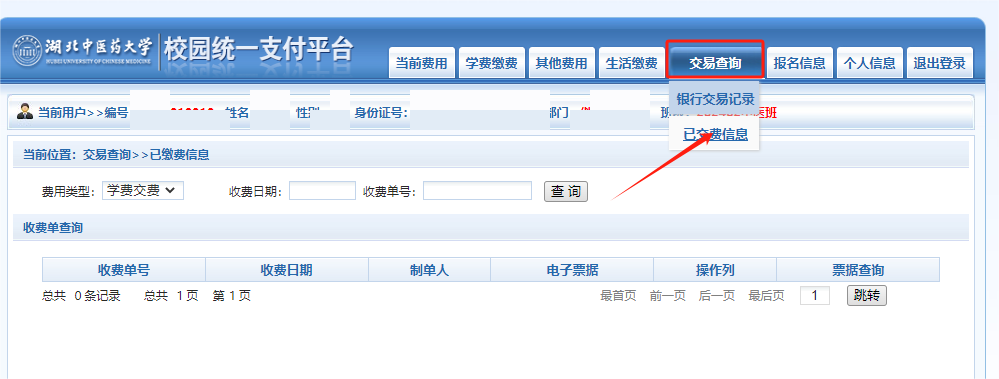 湖北中医药大学 校园统一支付平台
HUBEI UNIVERSITY OF CHINESE MEDICINE
当前费用 学费缴费 其他费用 生活缴费 交易查询 报名信息 个人信息 退出登录
银行交易记录
已交费信息
当前用户>>编号 姓名 性别 身份证号: 部门 班
当前位置: 交易查询>>已缴费信息
费用类型: 学费交费 收费日期: 收费单号: 查 询
收费单查询
收费单号 收费日期 制单人 电子票据 操作列 票据查询
总共 0 条记录 总共 1 页 第 1 页 最首页 前一页 后一页 最后页 1 跳转